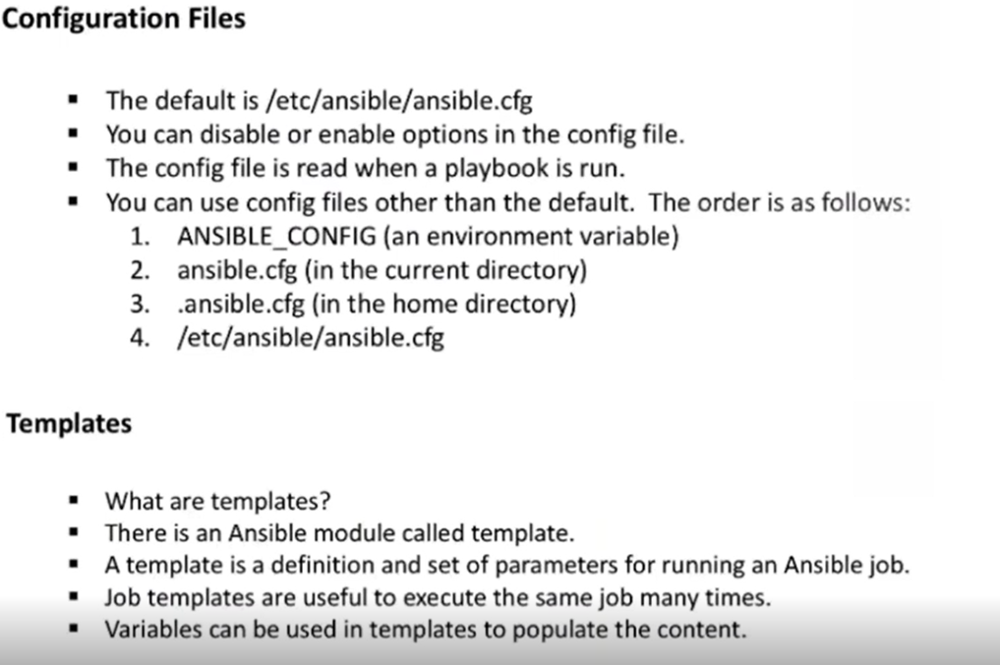 Configuration Files
▪ The default is /etc/ansible/ansible.cfg
▪ You can disable or enable options in the config file.
▪ The config file is read when a playbook is run.
▪ You can use config files other than the default. The order is as follows:
1. ANSIBLE_CONFIG (an environment variable)
2. ansible.cfg (in the current directory)
3. .ansible.cfg (in the home directory)
4. /etc/ansible/ansible.cfg
Templates
▪ What are templates?
▪ There is an Ansible module called template.
▪ A template is a definition and set of parameters for running an Ansible job.
▪ Job templates are useful to execute the same job many times.
▪ Variables can be used in templates to populate the content.